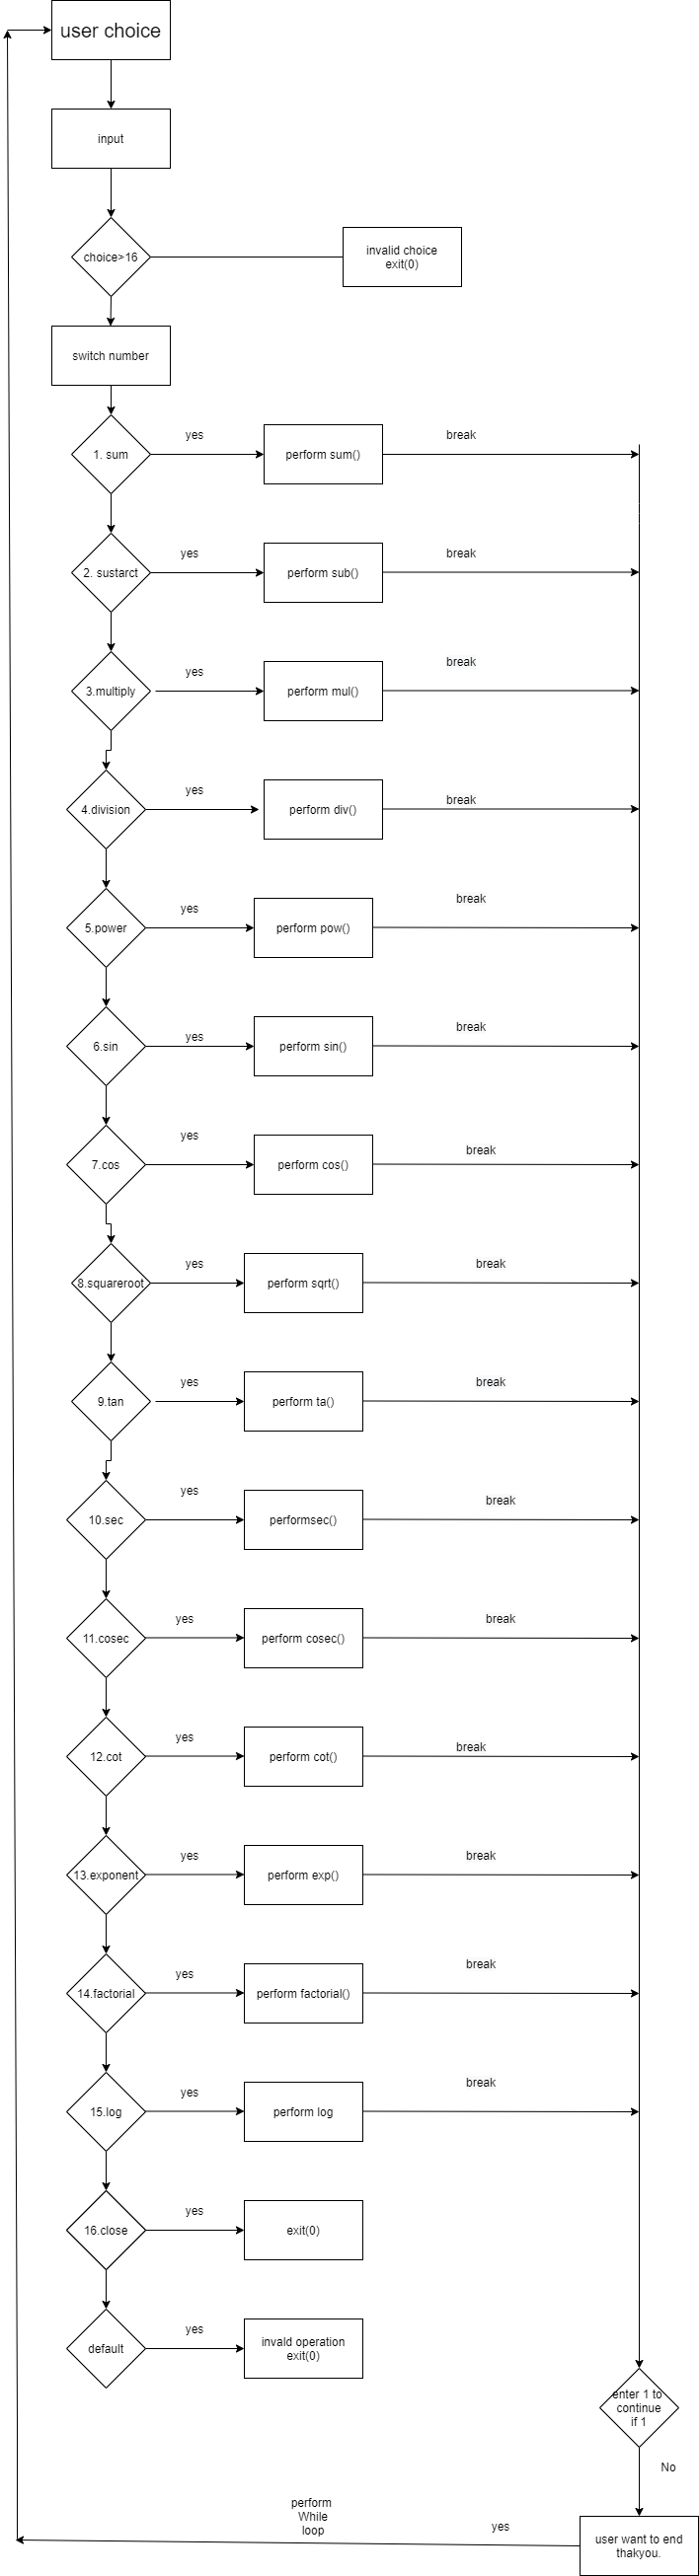 user choice
input
choice>16
invalid choice
exit(0)
switch number
1. sum
yes
perform sum()
break
2. sustarct
yes
perform sub()
break
3.multiply
yes
perform mul()
break
4.division
yes
perform div()
break
5.power
yes
perform pow()
break
6.sin
yes
perform sin()
break
7.cos
yes
perform cos()
break
8.squareroot
yes
perform sqrt()
break
9.tan
yes
perform ta()
break
10.sec
yes
performsec()
break
11.cosec
yes
perform cosec()
break
12.cot
yes
perform cot()
break
13.exponent
yes
perform exp()
break
14.factorial
yes
perform factorial()
break
15.log
yes
perform log
break
16.close
yes
exit(0)
default
yes
invald operation
exit(0)
enter 1 to
continue
if 1
No
user want to end
thakyou.
yes
perform
While
loop